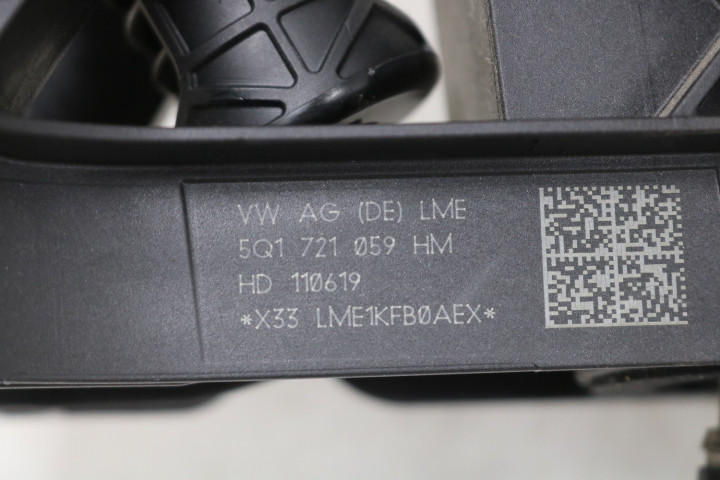 VW AG (DE) LME
5Q1 721 059 HM
HD 110619
*X33 LME1KFB0AEX*